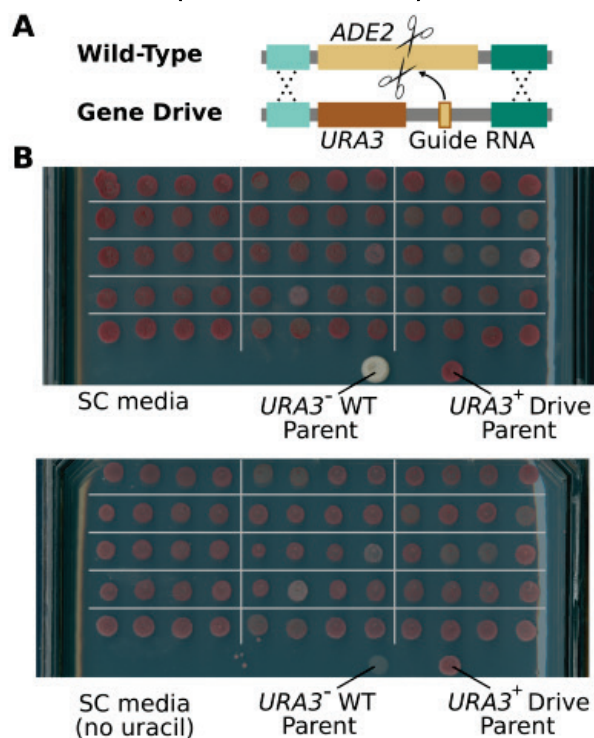 A
ADE2
Wild-Type
Gene Drive
URA3 Guide RNA
B
SC media
URA3⁻ WT Parent
URA3⁺ Drive Parent
SC media
(no uracil)
URA3⁻ WT
Parent
URA3⁺ Drive
Parent